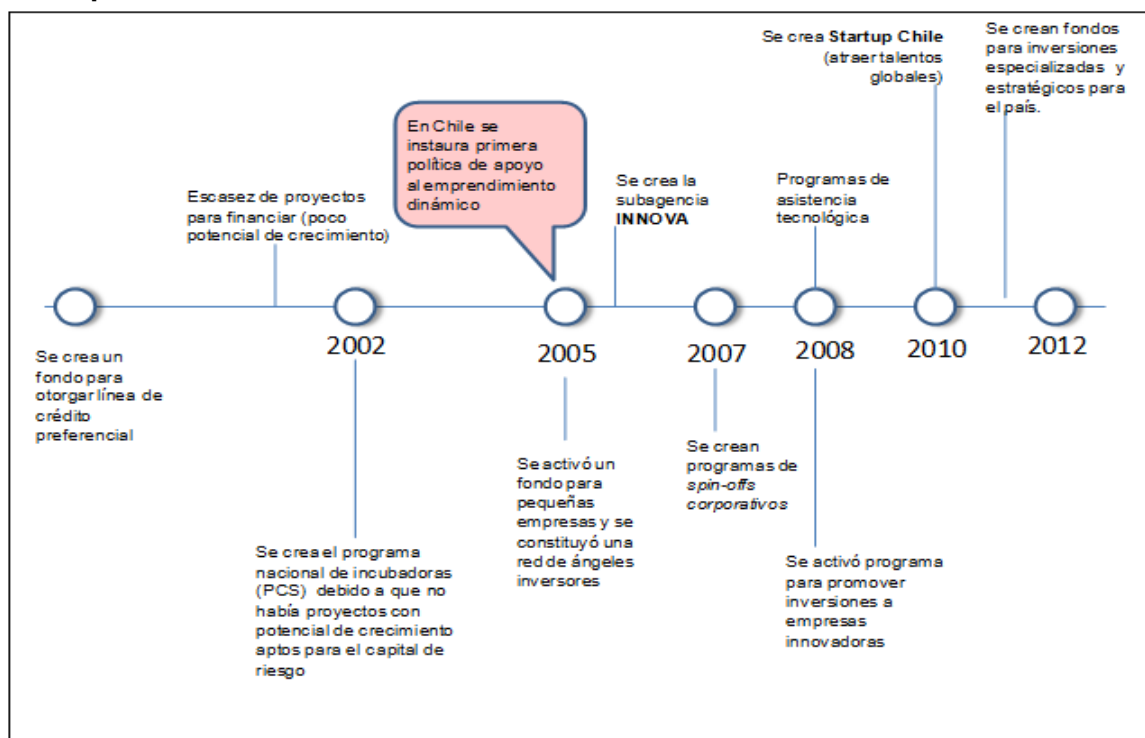 Se crea Startup Chile
(atraer talentos
globales)
Se crean fondos
para inversiones
especializadas y
estratégicos para
el país.
En Chile se
instaura primera
política de apoyo
al emprendimiento
dinámico
Escasez de proyectos
para financiar (poco
potencial de crecimiento)
Se crea la
subagencia
INNOVA
Programas de
asistencia
tecnológica
2002
2005
2007
2008
2010
2012
Se crea un
fondo para
otorgar línea de
crédito
preferencial
Se crea el programa
nacional de incubadoras
(PCS) debido a que no
había proyectos con
potencial de crecimiento
aptos para el capital de
riesgo
Se activó un
fondo para
pequeñas
empresas y se
constituyó una
red de ángeles
inversores
Se crean
programas de
spin-offs
corporativos
Se activó programa
para promover
inversiones a
empresas
innovadoras